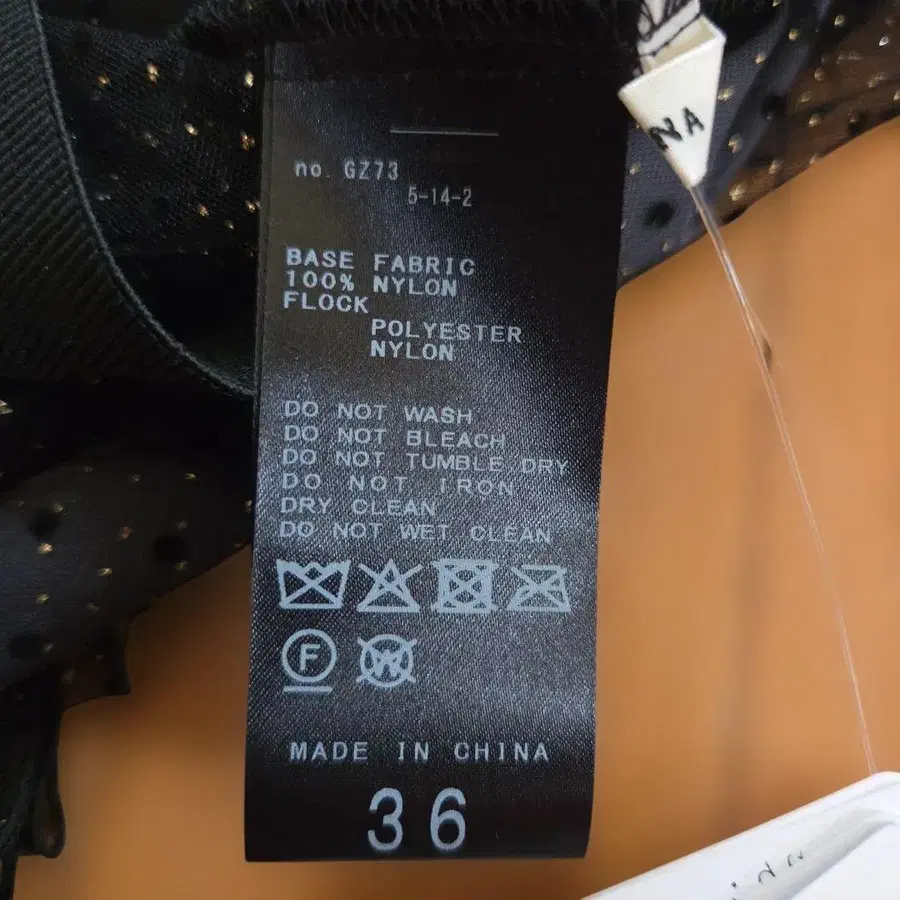 NA
no. GZ73
5-14-2
BASE FABRIC
100% NYLON
FLOCK
POLYESTER
NYLON
DO NOT WASH
DO NOT BLEACH
DO NOT TUMBLE DRY
DO NOT IRON
DRY CLEAN
DO NOT WET CLEAN
F
W
MADE IN CHINA
36